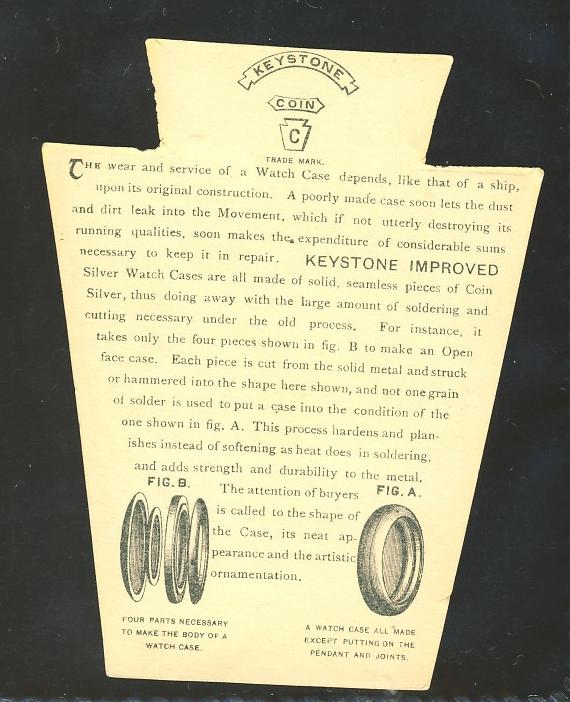 KEYSTONE
COIN
C
TRADE MARK.
THE wear and service of a Watch Case depends, like that of a ship,
upon its original construction. A poorly made case soon lets the dust
and dirt leak into the Movement, which if not utterly destroying its
running qualities, soon makes the expenditure of considerable sums
necessary to keep it in repair. KEYSTONE IMPROVED
Silver Watch Cases are all made of solid, seamless pieces of Coin
Silver, thus doing away with the large amount of soldering and
cutting necessary under the old process. For instance, it
takes only the four pieces shown in fig. B to make an Open
face case. Each piece is cut from the solid metal and struck
or hammered into the shape here shown, and not one grain
of solder is used to put a case into the condition of the
one shown in fig. A. This process hardens and plan-
ishes instead of softening as heat does in soldering,
and adds strength and durability to the metal.
FIG. B.
The attention of buyers
is called to the shape of
the Case, its neat ap-
pearance and the artistic
ornamentation.
FIG. A.
FOUR PARTS NECESSARY
TO MAKE THE BODY OF A
WATCH CASE.
A WATCH CASE ALL MADE
EXCEPT PUTTING ON THE
PENDANT AND JOINTS.